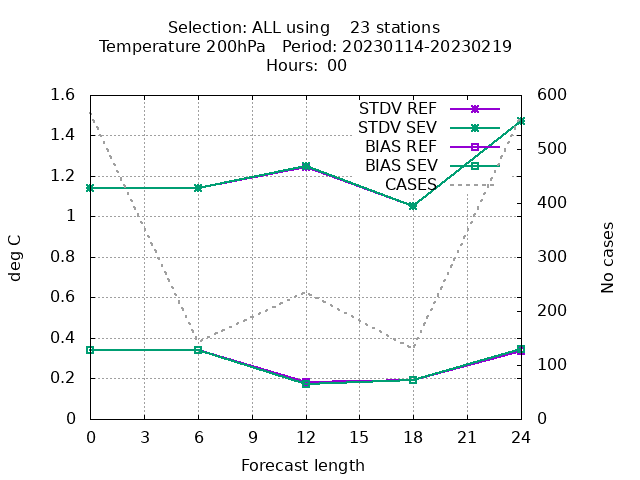 Selection: ALL using    23 stations
Temperature 200hPa   Period: 20230114-20230219
Hours: 00
deg C
No cases
1.6
1.4
1.2
1
0.8
0.6
0.4
0.2
0
600
500
400
300
200
100
0
STDV REF
STDV SEV
BIAS REF
BIAS SEV
CASES
0 3 6 9 12 15 18 21 24
Forecast length